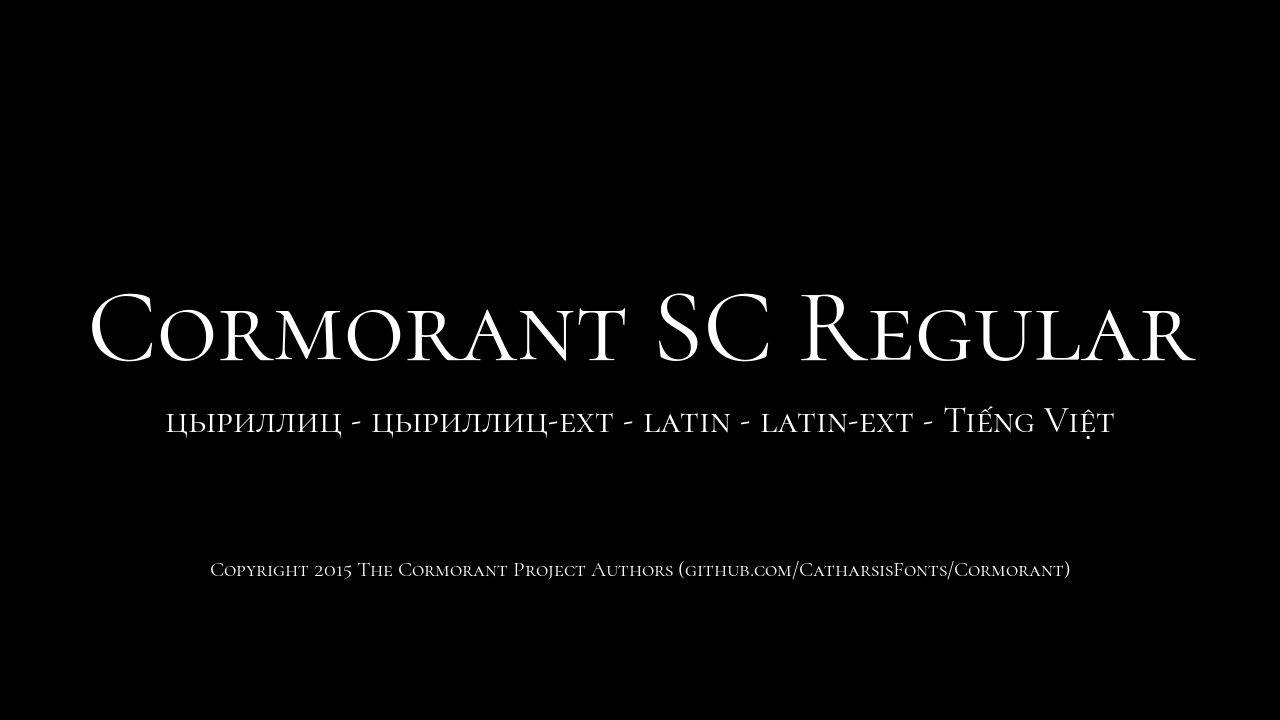 Cormorant SC Regular
цыриллиц - цыриллиц-ext - latin - latin-ext - Tiếng Việt
Copyright 2015 The Cormorant Project Authors (github.com/CatharsisFonts/Cormorant)